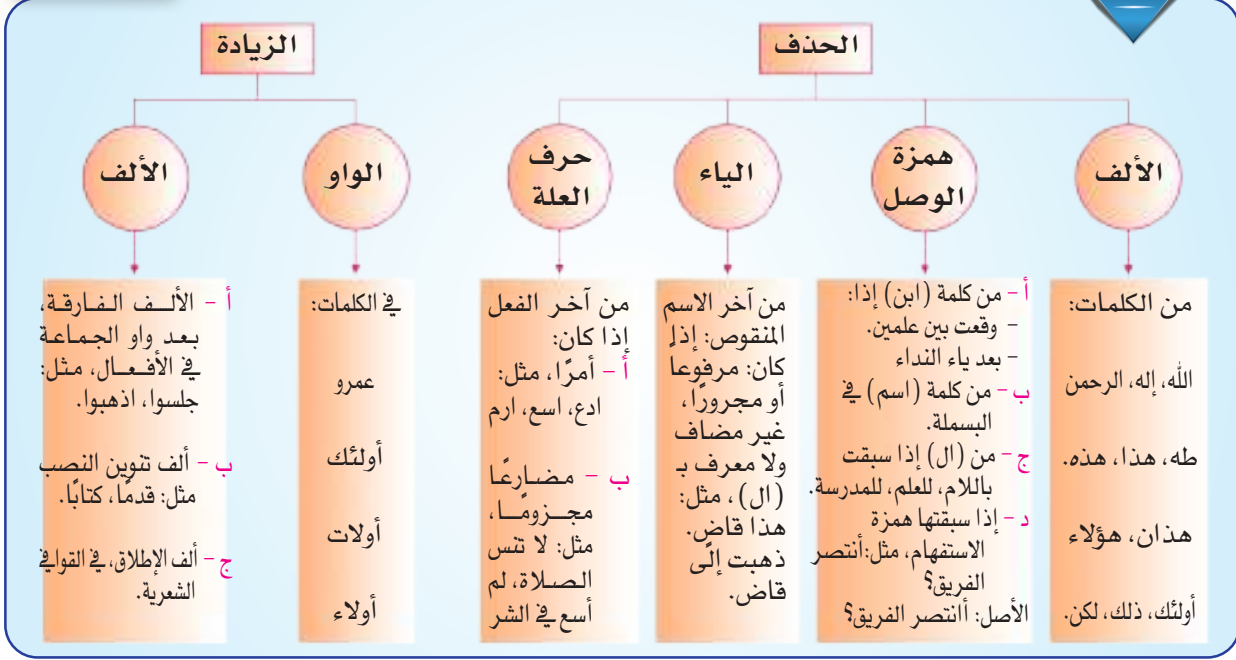 الحذف
الزيادة
الألف
همزة
الوصل
الياء
حرف
العلة
الواو
الألف
من الكلمات:
الله، إله، الرحمن
طه، هذا، هذه.
هذان، هؤلاء
أولئك، ذلك، لكن.
أ - من كلمة (ابن) إذا:
- وقعت بين علمين.
- بعد ياء النداء
ب - من كلمة (اسم) في
البسملة.
ج - من (ال) إذا سبقت
باللام، للعلم، للمدرسة.
د - إذا سبقتها همزة
الاستفهام، مثل:أنتصر
الفريق؟
الأصل: أانتصر الفريق؟
من آخر الاسم
المنقوص: إذا
كان: مرفوعا
أو مجرورًا،
غير مضاف
ولا معرف بـ
(ال)، مثل:
هذا قاضٍ.
ذهبت إلى
قاضٍ.
من آخر الفعل
إذا كان:
أ - أمرًا، مثل:
ادع، اسع، ارم
ب - مضارعًا
مجزومًا،
مثل: لا تنس
الصلاة، لم
أسع في الشر
في الكلمات:
عمرو
أولئك
أولات
أولاء
أ - الألف الفارقة،
بعد واو الجماعة
في الأفعال، مثل:
جلسوا، اذهبوا.
ب - ألف تنوين النصب
مثل: قدمًا، كتابًا.
ج - ألف الإطلاق، في القوافي
الشعرية.